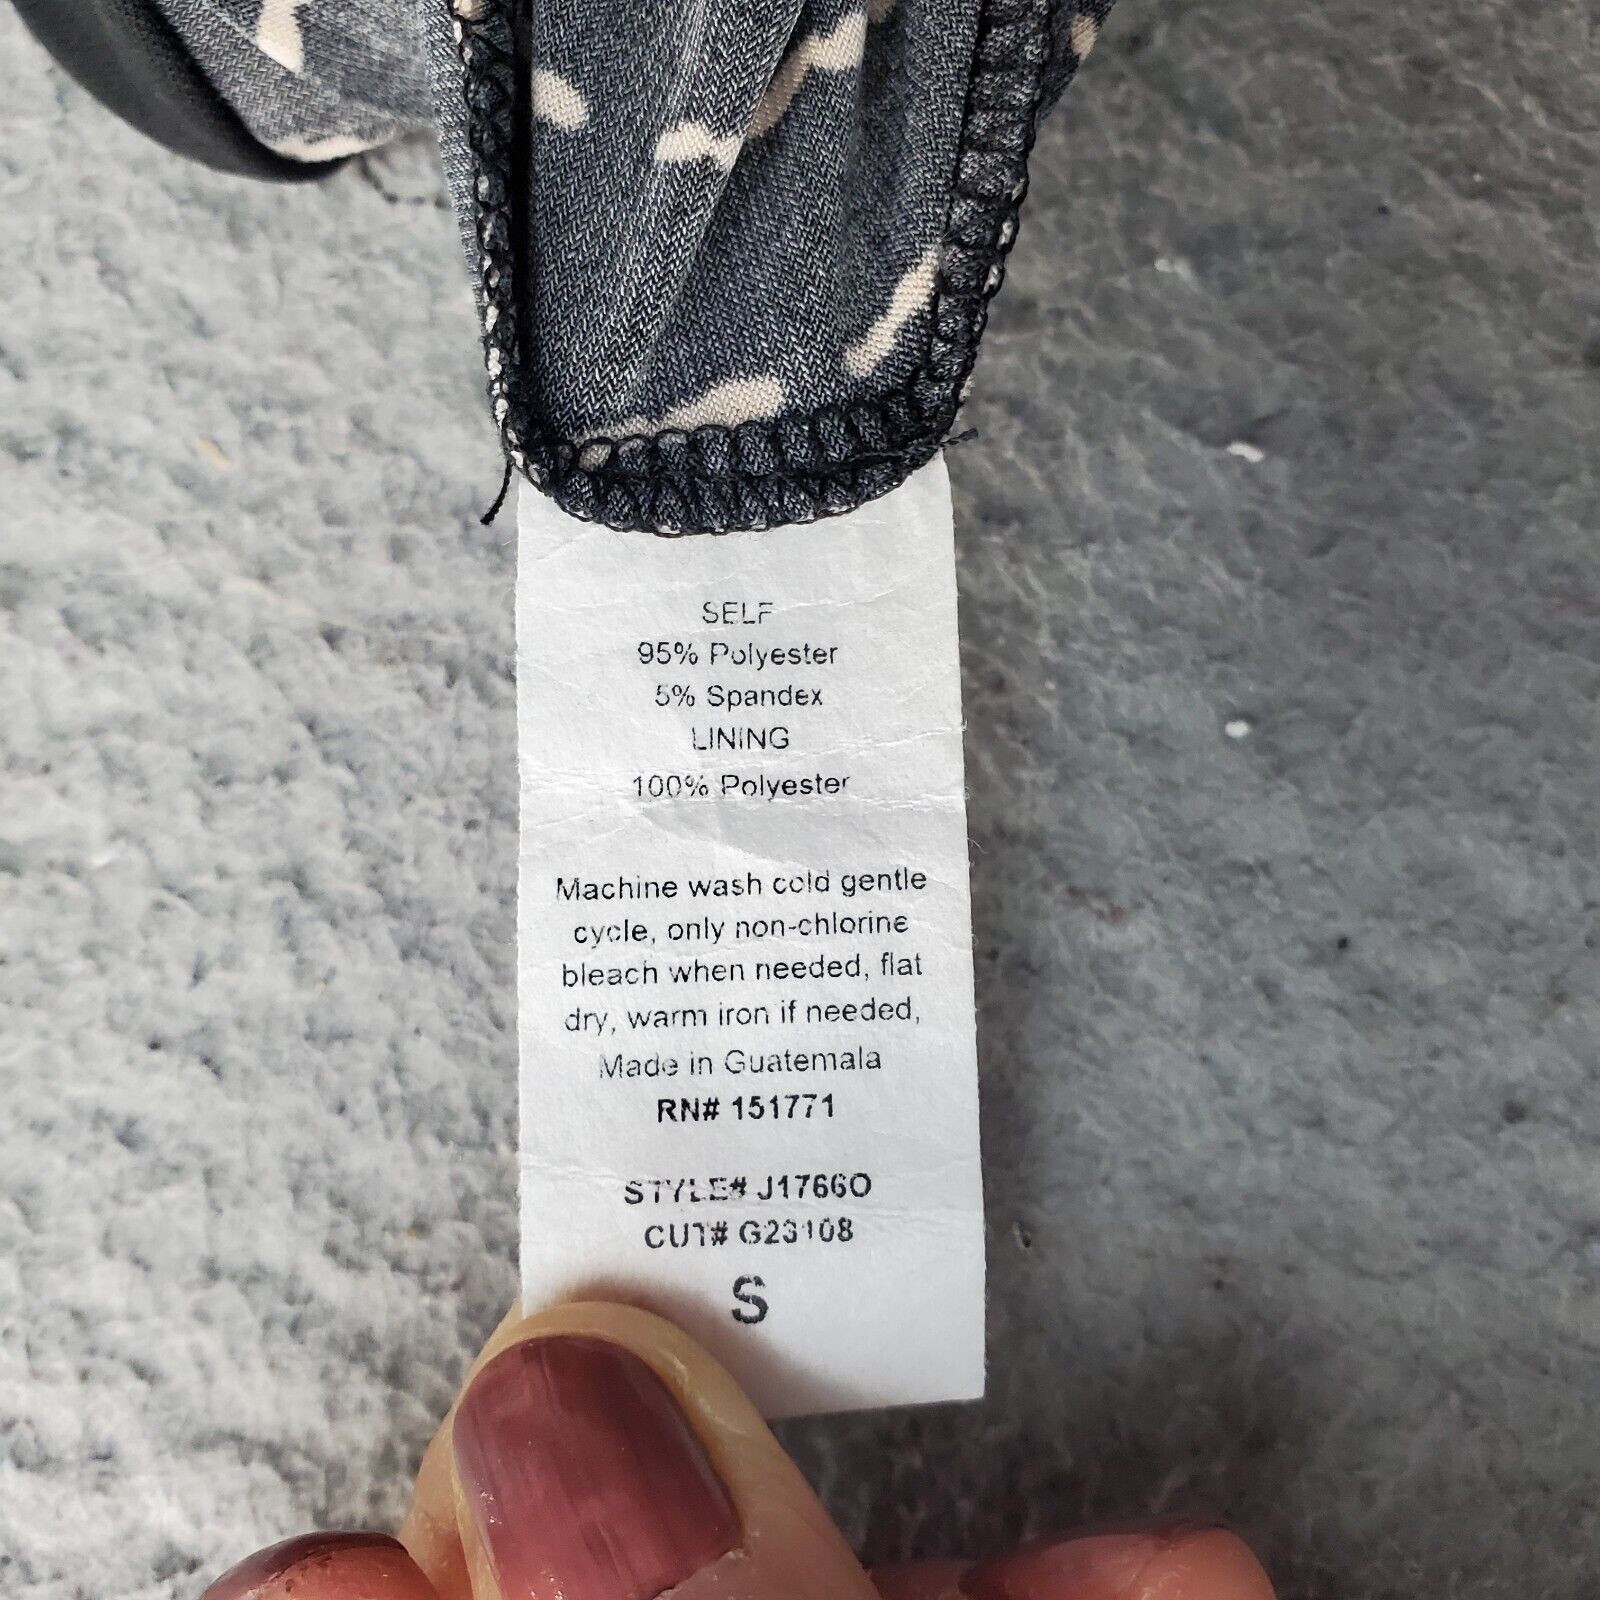 SELF
95% Polyester
5% Spandex
LINING
100% Polyester
Machine wash cold gentle
cycle, only non-chlorine
bleach when needed, flat
dry, warm iron if needed,
Made in Guatemala
RN# 151771
STYLE# J1766O
CUT# G23108
S